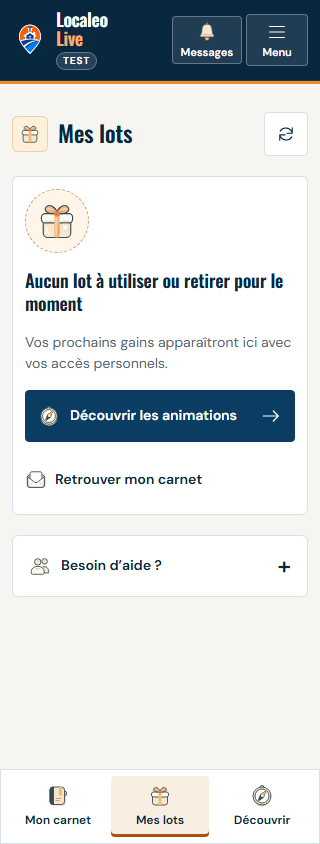 Localeo
Live
TEST
Messages
Menu
Mes lots
Aucun lot à utiliser ou retirer pour le
moment
Vos prochains gains apparaîtront ici avec
vos accès personnels.
Découvrir les animations
Retrouver mon carnet
Besoin d’aide ?
Mon carnet
Mes lots
Découvrir